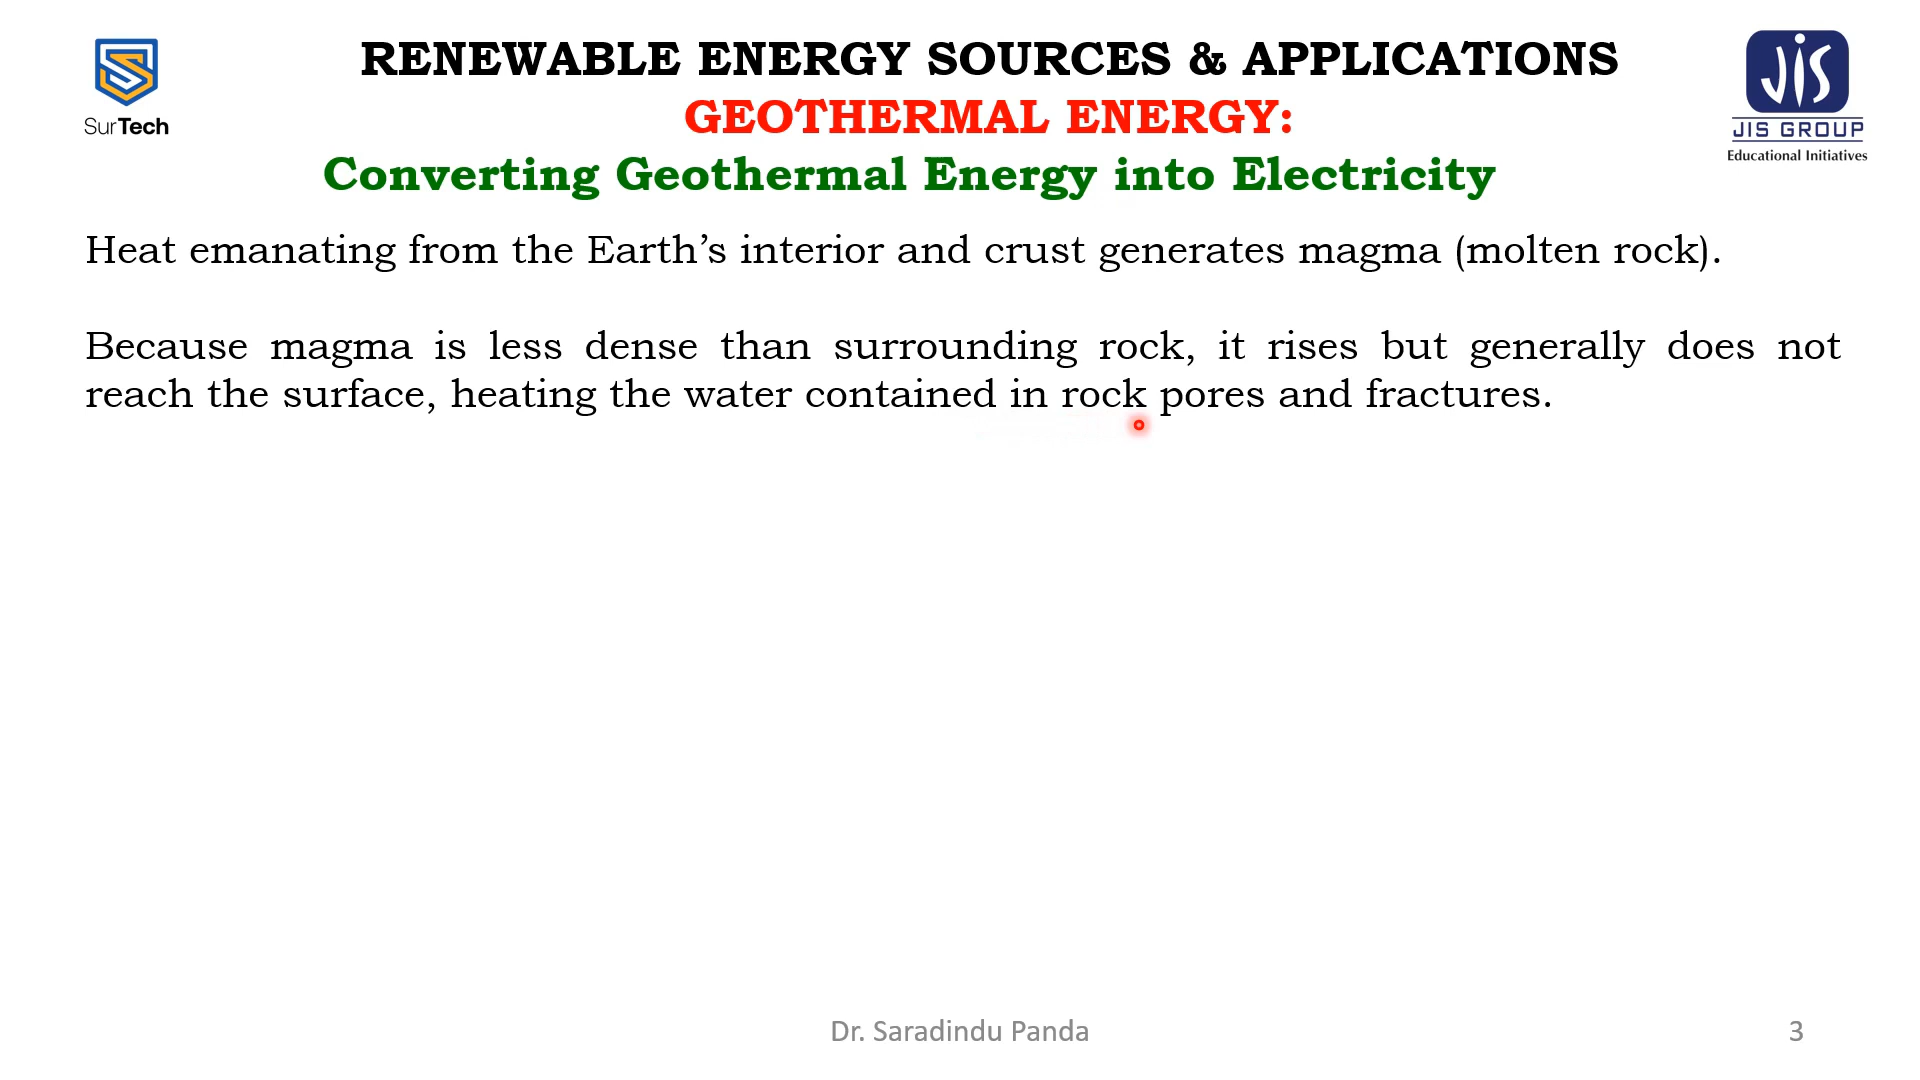 SurTech
RENEWABLE ENERGY SOURCES & APPLICATIONS
GEOTHERMAL ENERGY:
Converting Geothermal Energy into Electricity
JIS
JIS GROUP
Educational Initiatives
Heat emanating from the Earth’s interior and crust generates magma (molten rock).
Because magma is less dense than surrounding rock, it rises but generally does not
reach the surface, heating the water contained in rock pores and fractures.
Dr. Saradindu Panda
3